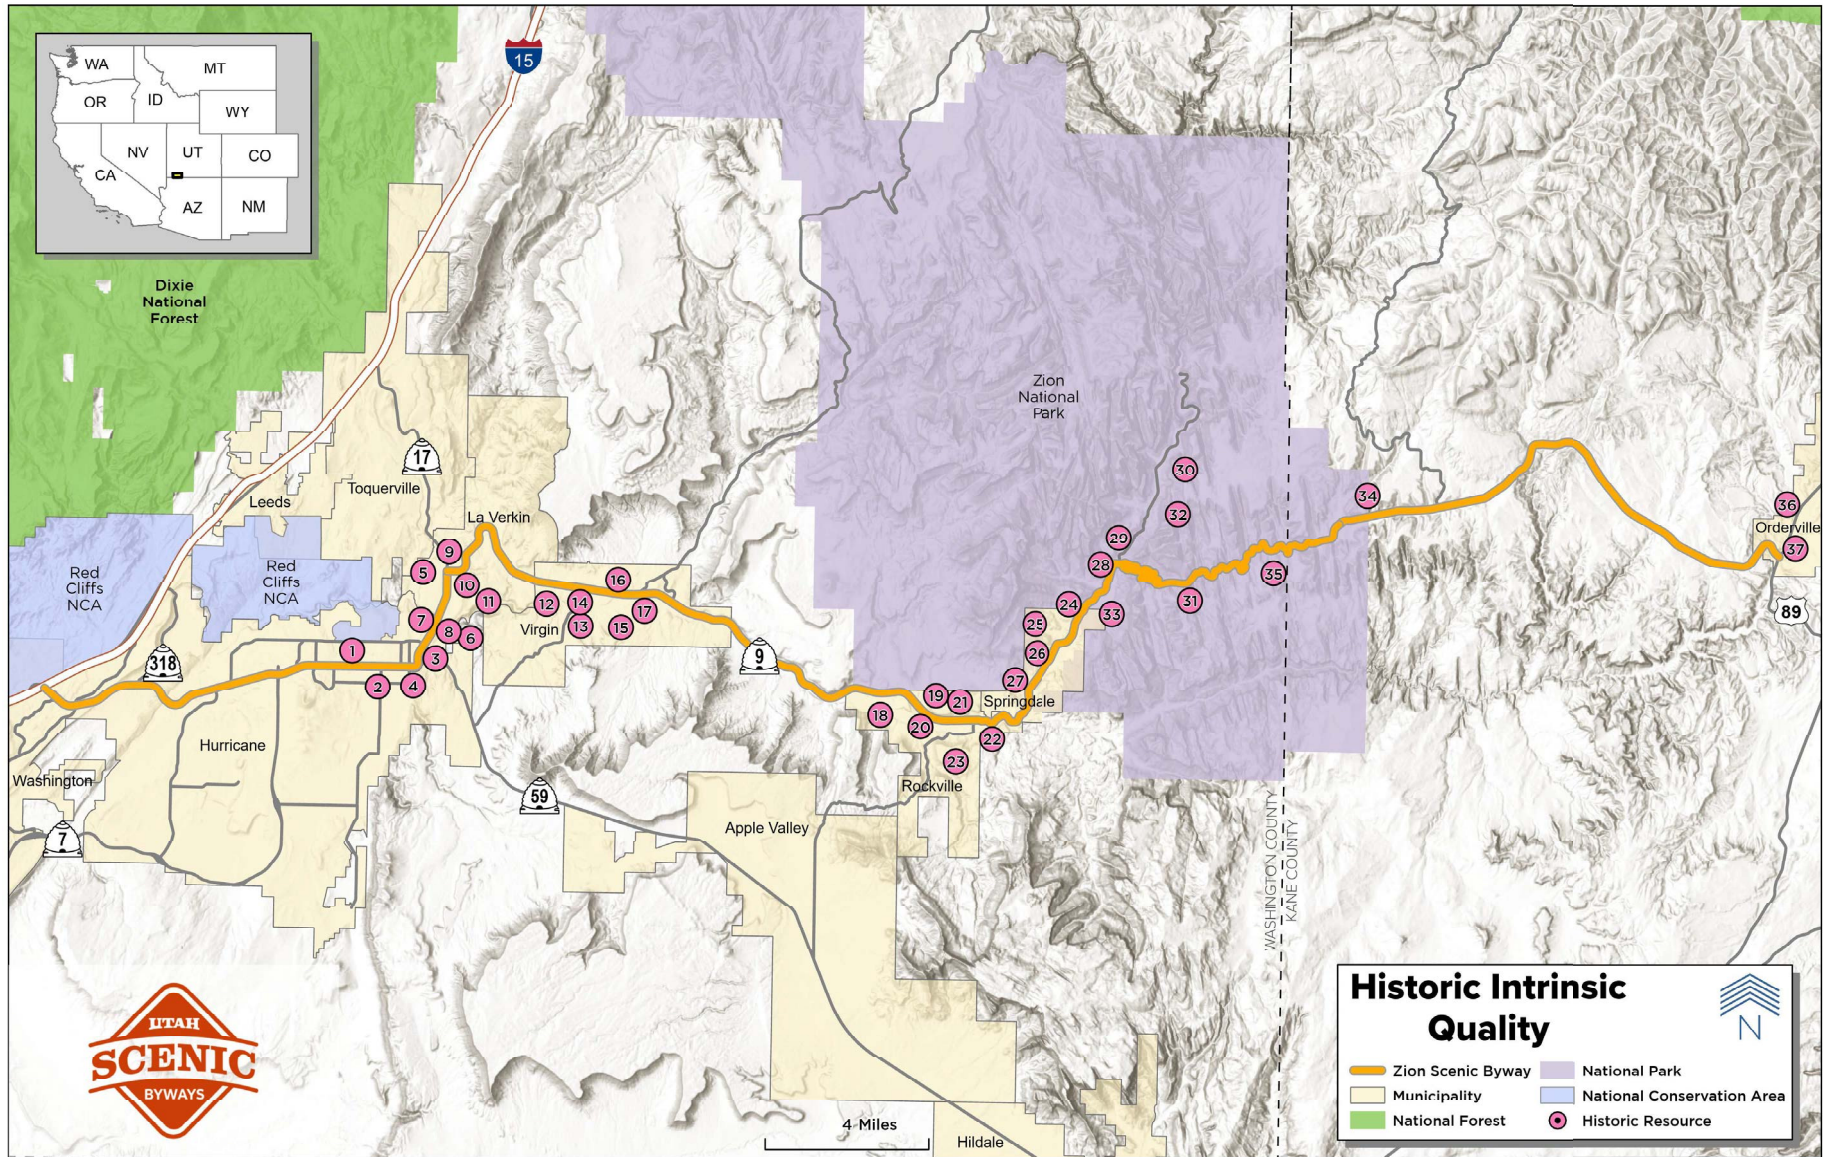 WA
MT
OR
ID
WY
NV
UT
CO
CA
AZ
NM
15
Dixie
National
Forest
Zion
National
Park
17
Leeds
Toquerville
La Verkin
Red
Cliffs
NCA
Red
Cliffs
NCA
318
9
5
10
11
7
8
6
1
3
2
4
12
14
13
16
17
15
Virgin
9
30
32
29
28
24
25
33
31
35
34
26
27
36
Orderville
37
89
18
19
21
20
22
23
Springdale
Rockville
Hurricane
Washington
7
59
Apple Valley
WASHINGTON COUNTY
KANE COUNTY
Hildale
4 Miles
UTAH
SCENIC
BYWAYS
Historic Intrinsic
Quality
N
Zion Scenic Byway
National Park
Municipality
National Conservation Area
National Forest
Historic Resource